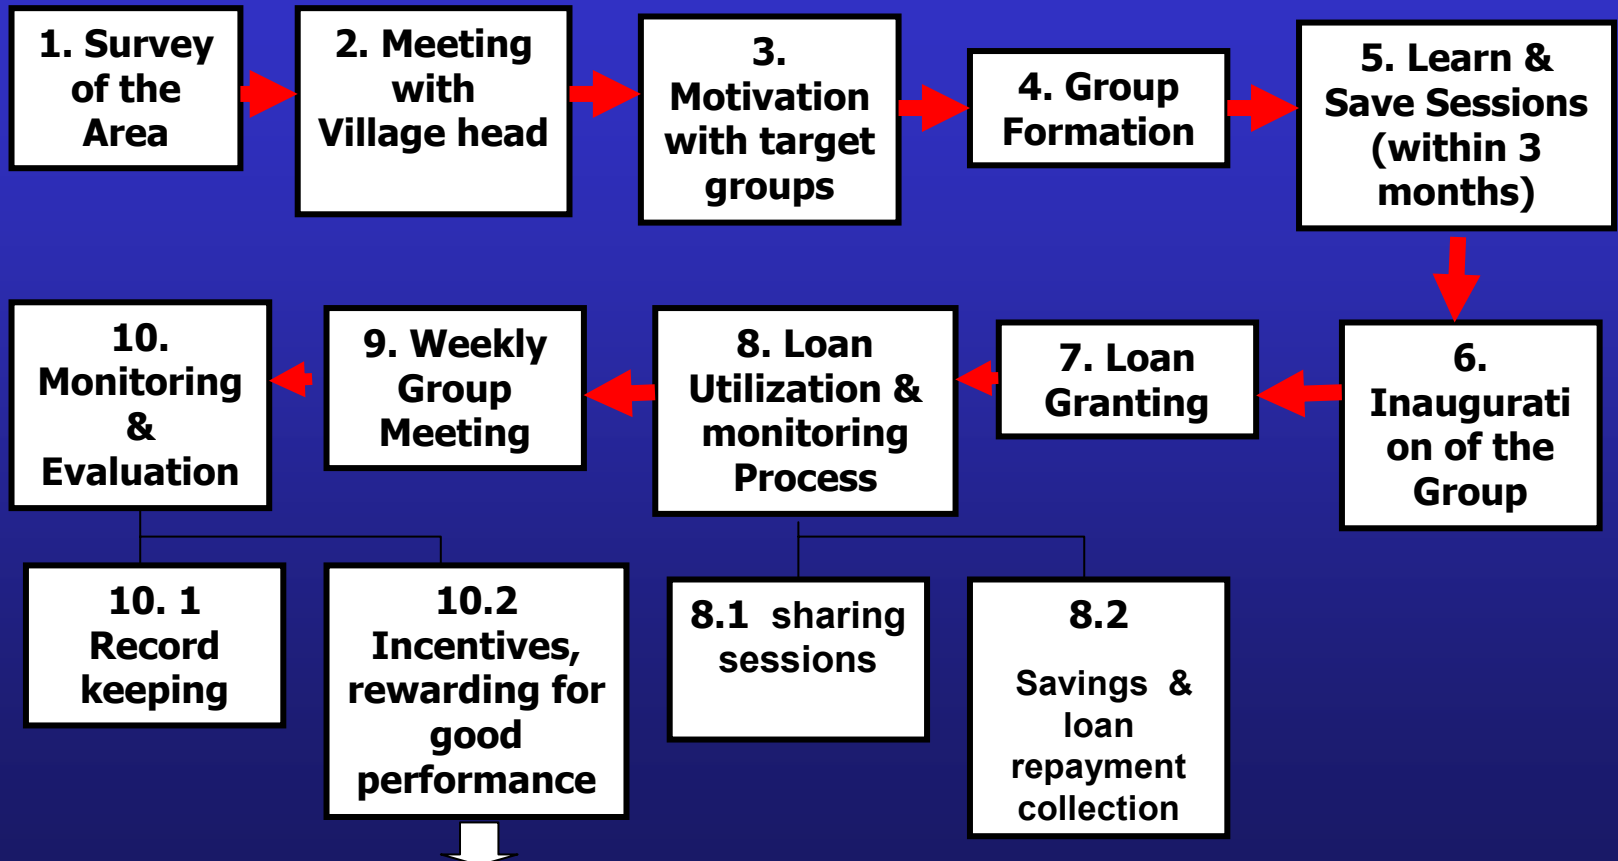 1. Survey
of the
Area
2. Meeting
with
Village head
3.
Motivation
with target
groups
4. Group
Formation
5. Learn &
Save Sessions
(within 3
months)
6.
Inaugurati
on of the
Group
7. Loan
Granting
8. Loan
Utilization &
monitoring
Process
9. Weekly
Group
Meeting
10.
Monitoring
&
Evaluation
10. 1
Record
keeping
10.2
Incentives,
rewarding for
good
performance
8.1 sharing
sessions
8.2
Savings &
loan
repayment
collection